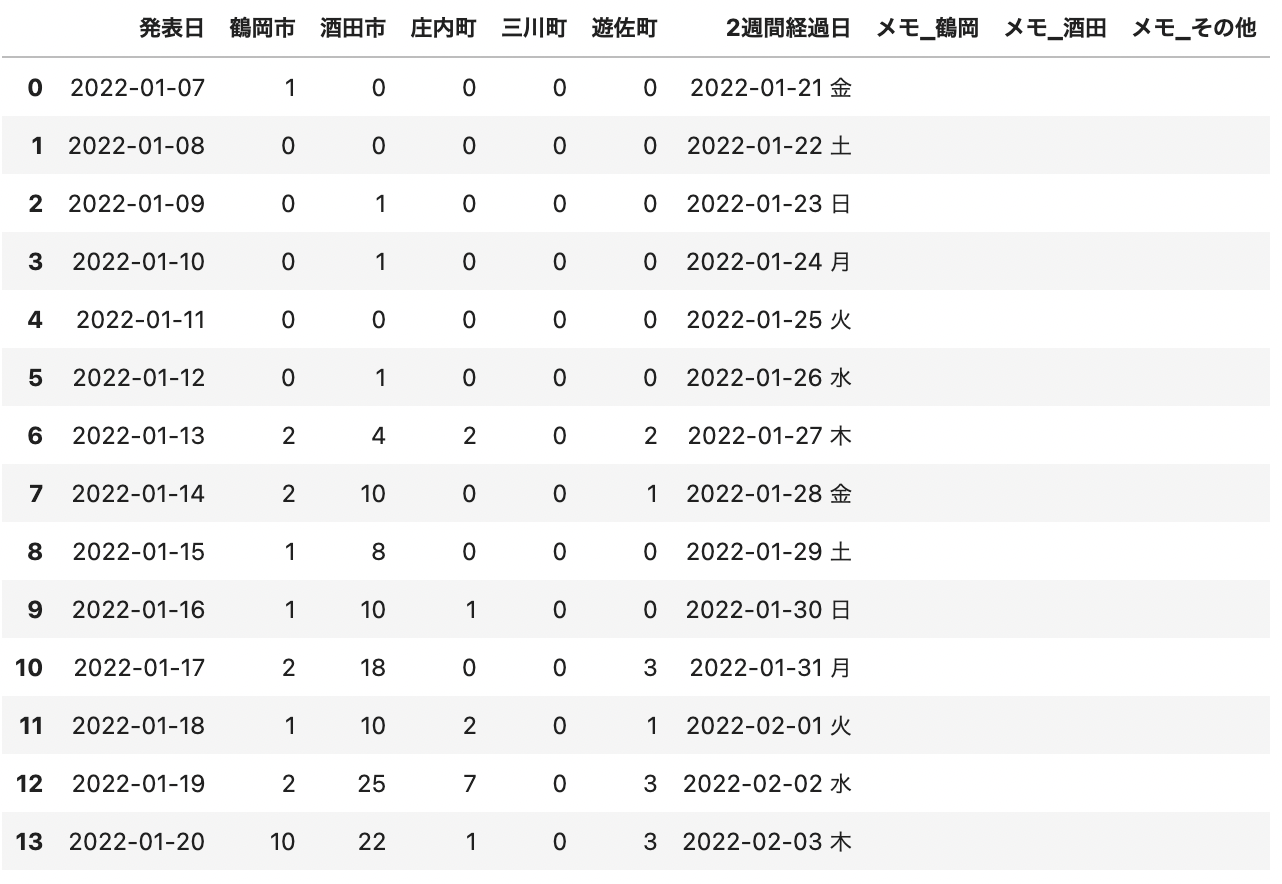 発表日 鶴岡市 酒田市 庄内町 三川町 遊佐町 2週間経過日 メモ_鶴岡 メモ_酒田 メモ_その他
0 2022-01-07 1 0 0 0 0 2022-01-21 金
1 2022-01-08 0 0 0 0 0 2022-01-22 土
2 2022-01-09 0 1 0 0 0 2022-01-23 日
3 2022-01-10 0 1 0 0 0 2022-01-24 月
4 2022-01-11 0 0 0 0 0 2022-01-25 火
5 2022-01-12 0 1 0 0 0 2022-01-26 水
6 2022-01-13 2 4 2 0 2 2022-01-27 木
7 2022-01-14 2 10 0 0 1 2022-01-28 金
8 2022-01-15 1 8 0 0 0 2022-01-29 土
9 2022-01-16 1 10 1 0 0 2022-01-30 日
10 2022-01-17 2 18 0 0 3 2022-01-31 月
11 2022-01-18 1 10 2 0 1 2022-02-01 火
12 2022-01-19 2 25 7 0 3 2022-02-02 水
13 2022-01-20 10 22 1 0 3 2022-02-03 木